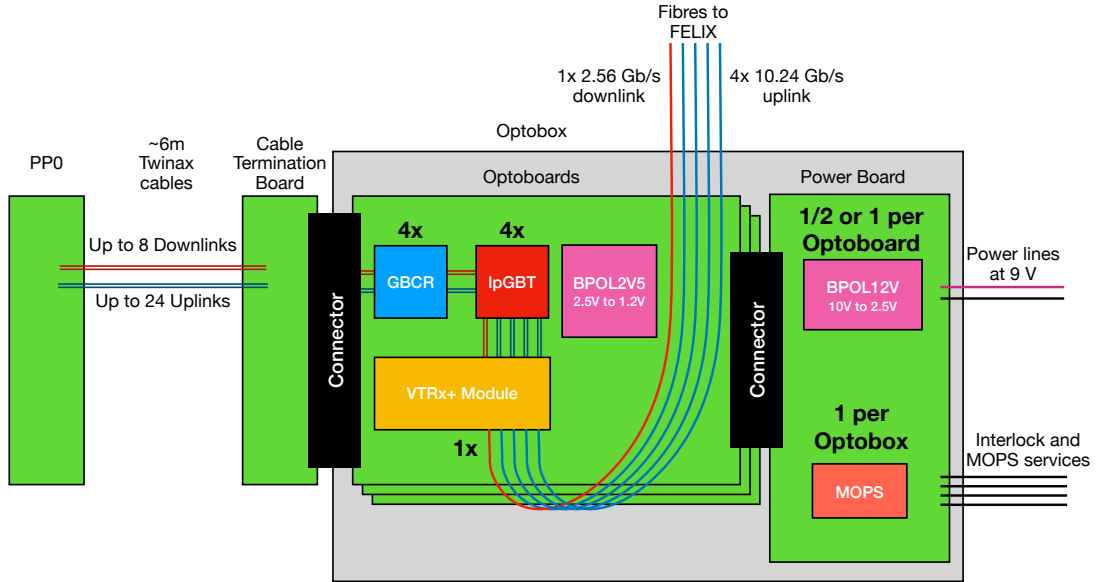 Fibres to
FELIX
1x 2.56 Gb/s
downlink
4x 10.24 Gb/s
uplink
Optobox
PP0
~6m
Twinax
cables
Cable
Termination
Board
Optoboards
Power Board
Up to 8 Downlinks
Up to 24 Uplinks
Connector
4x
GBCR
4x
lpGBT
BPOL2V5
2.5V to 1.2V
VTRx+ Module
1x
Connector
1/2 or 1 per
Optoboard
BPOL12V
10V to 2.5V
Power lines
at 9 V
1 per
Optobox
MOPS
Interlock and
MOPS services